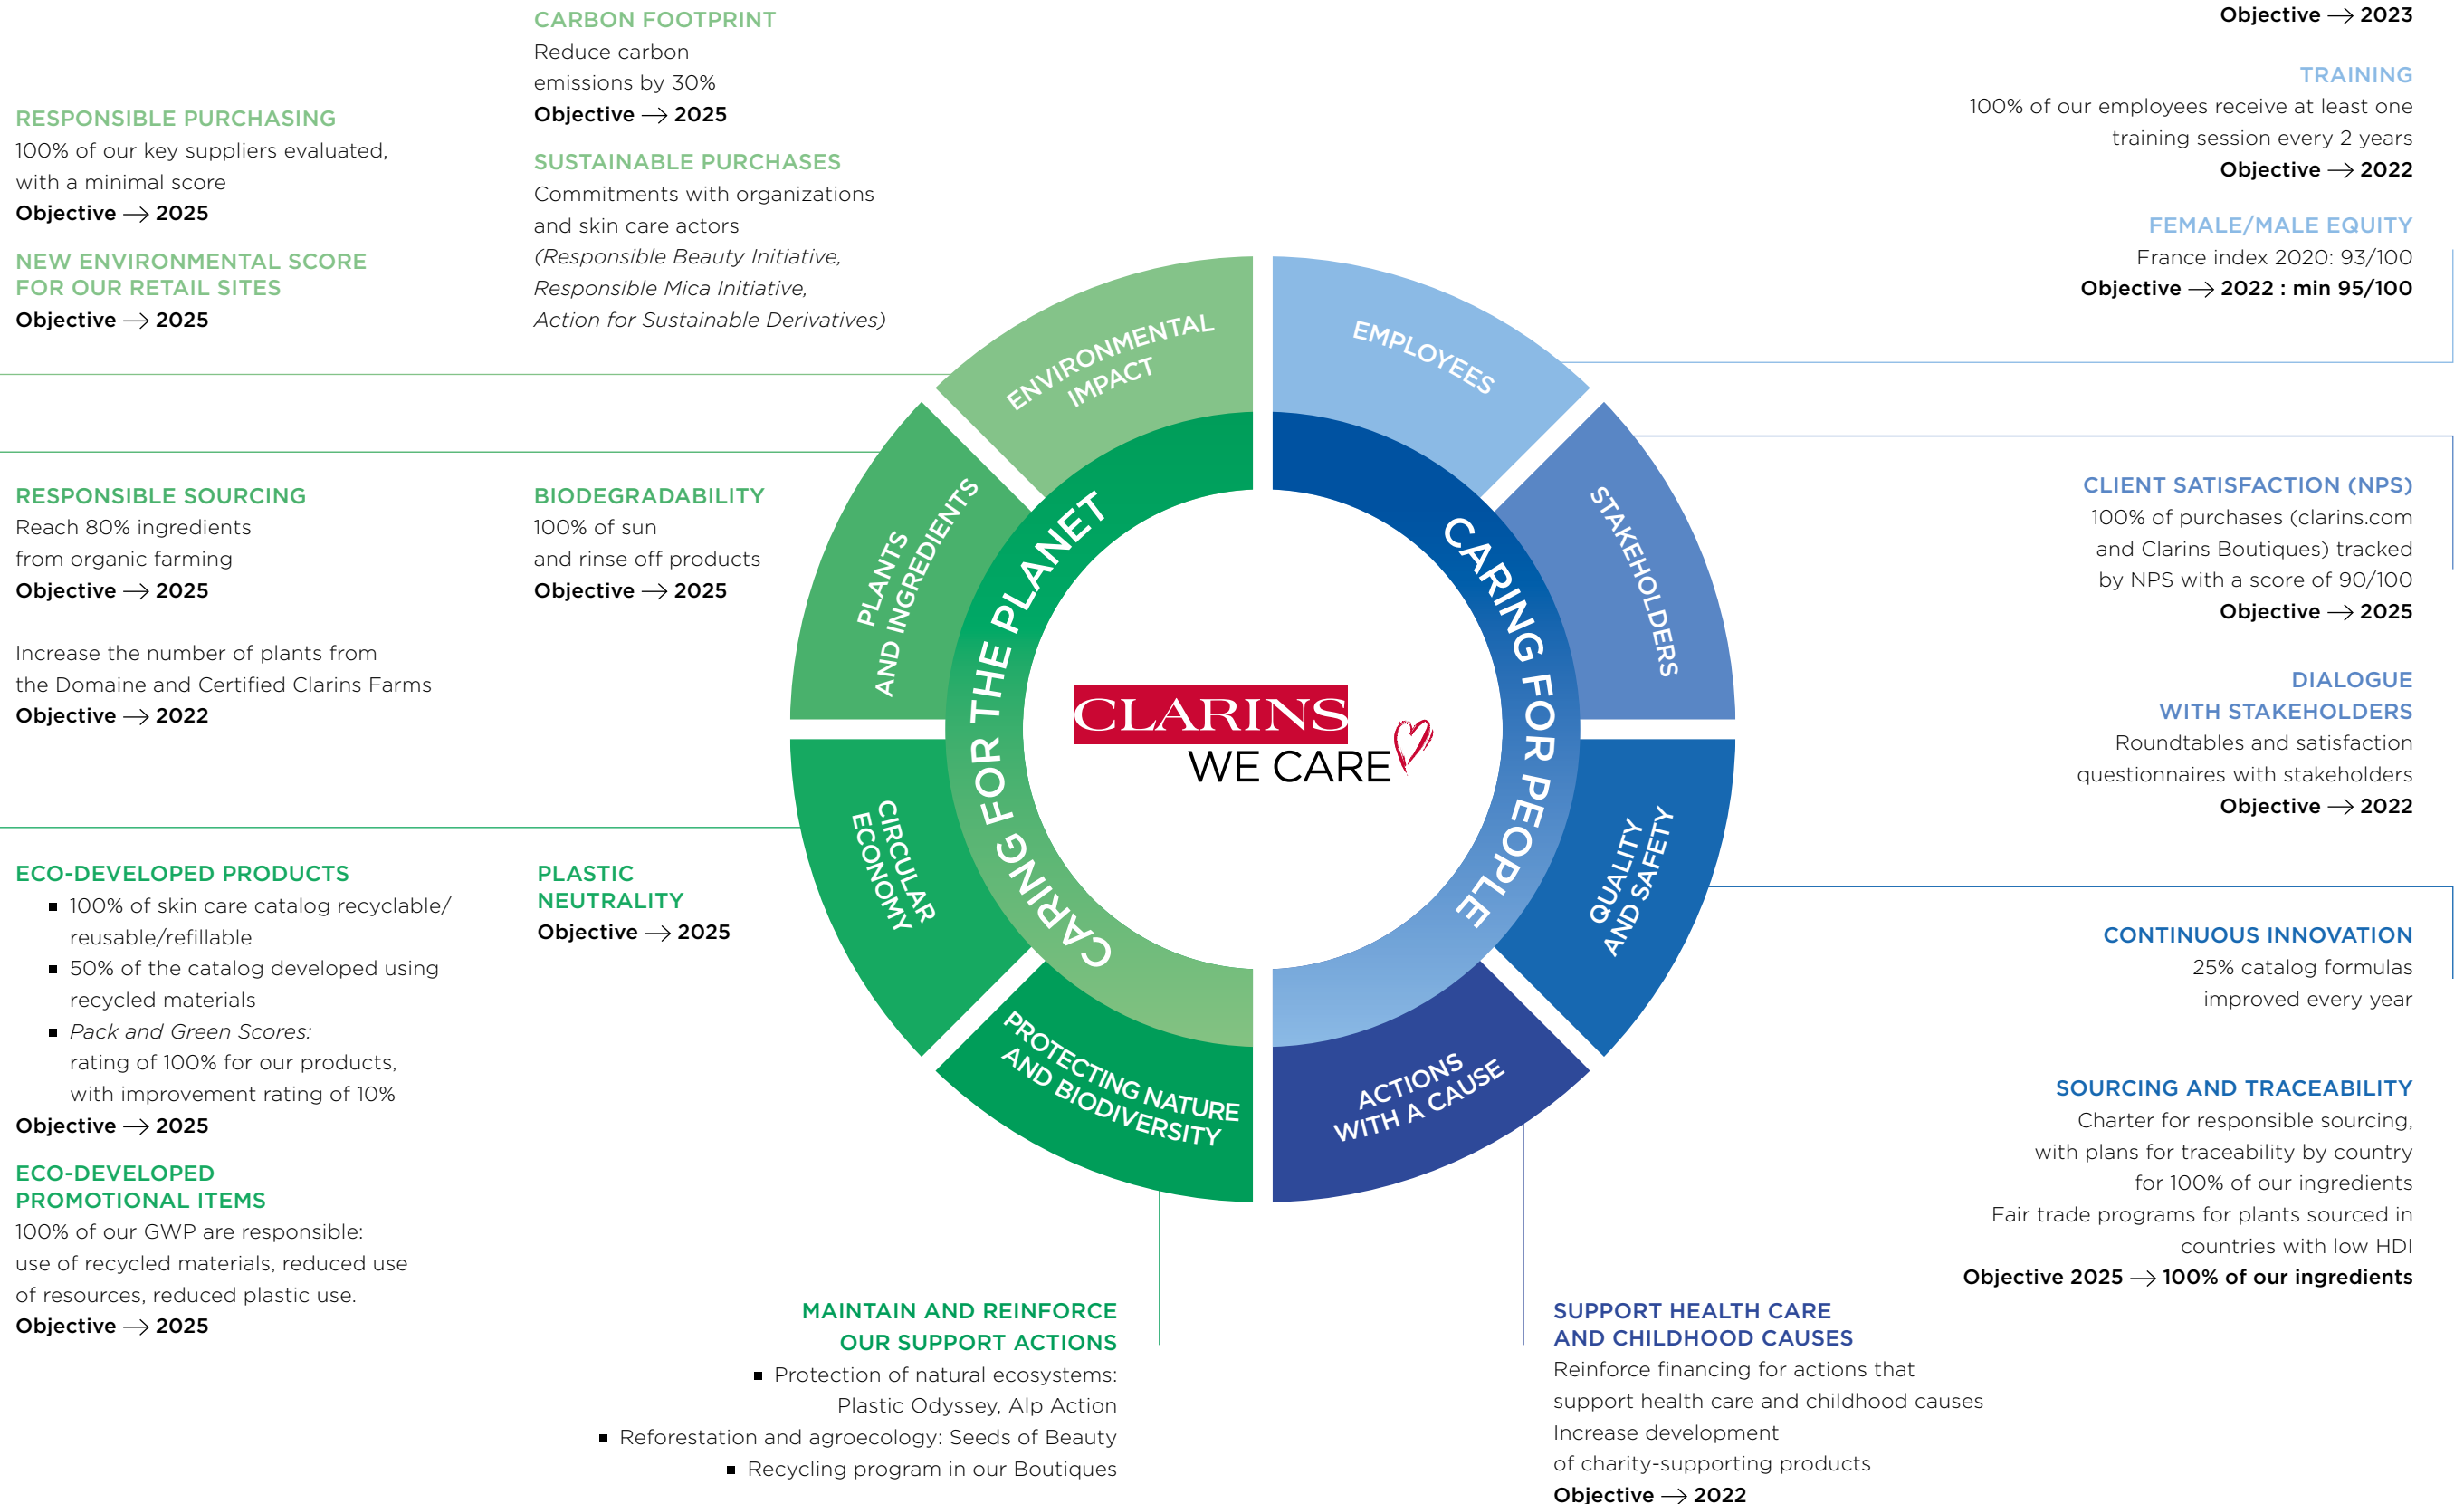 CARBON FOOTPRINT
Reduce carbon
emissions by 30%
Objective → 2025
RESPONSIBLE PURCHASING
100% of our key suppliers evaluated,
with a minimal score
Objective → 2025
NEW ENVIRONMENTAL SCORE
FOR OUR RETAIL SITES
Objective → 2025
SUSTAINABLE PURCHASES
Commitments with organizations
and skin care actors
(Responsible Beauty Initiative,
Responsible Mica Initiative,
Action for Sustainable Derivatives)
Objective → 2023
TRAINING
100% of our employees receive at least one
training session every 2 years
Objective → 2022
FEMALE/MALE EQUITY
France index 2020: 93/100
Objective → 2022 : min 95/100
ENVIRONMENTAL
IMPACT
EMPLOYEES
PLANTS
AND INGREDIENTS
STAKEHOLDERS
CARING FOR THE PLANET
CARING FOR PEOPLE
CLARINS
WE CARE
CIRCULAR
ECONOMY
QUALITY
AND SAFETY
PROTECTING NATURE
AND BIODIVERSITY
ACTIONS
WITH A CAUSE
RESPONSIBLE SOURCING
Reach 80% ingredients
from organic farming
Objective → 2025
Increase the number of plants from
the Domaine and Certified Clarins Farms
Objective → 2022
BIODEGRADABILITY
100% of sun
and rinse off products
Objective → 2025
CLIENT SATISFACTION (NPS)
100% of purchases (clarins.com
and Clarins Boutiques) tracked
by NPS with a score of 90/100
Objective → 2025
DIALOGUE
WITH STAKEHOLDERS
Roundtables and satisfaction
questionnaires with stakeholders
Objective → 2022
ECO-DEVELOPED PRODUCTS
▪ 100% of skin care catalog recyclable/
reusable/refillable
▪ 50% of the catalog developed using
recycled materials
▪ Pack and Green Scores:
rating of 100% for our products,
with improvement rating of 10%
Objective → 2025
ECO-DEVELOPED
PROMOTIONAL ITEMS
100% of our GWP are responsible:
use of recycled materials, reduced use
of resources, reduced plastic use.
Objective → 2025
PLASTIC
NEUTRALITY
Objective → 2025
CONTINUOUS INNOVATION
25% catalog formulas
improved every year
SOURCING AND TRACEABILITY
Charter for responsible sourcing,
with plans for traceability by country
for 100% of our ingredients
Fair trade programs for plants sourced in
countries with low HDI
Objective 2025 → 100% of our ingredients
MAINTAIN AND REINFORCE
OUR SUPPORT ACTIONS
▪ Protection of natural ecosystems:
Plastic Odyssey, Alp Action
▪ Reforestation and agroecology: Seeds of Beauty
▪ Recycling program in our Boutiques
SUPPORT HEALTH CARE
AND CHILDHOOD CAUSES
Reinforce financing for actions that
support health care and childhood causes
Increase development
of charity-supporting products
Objective → 2022